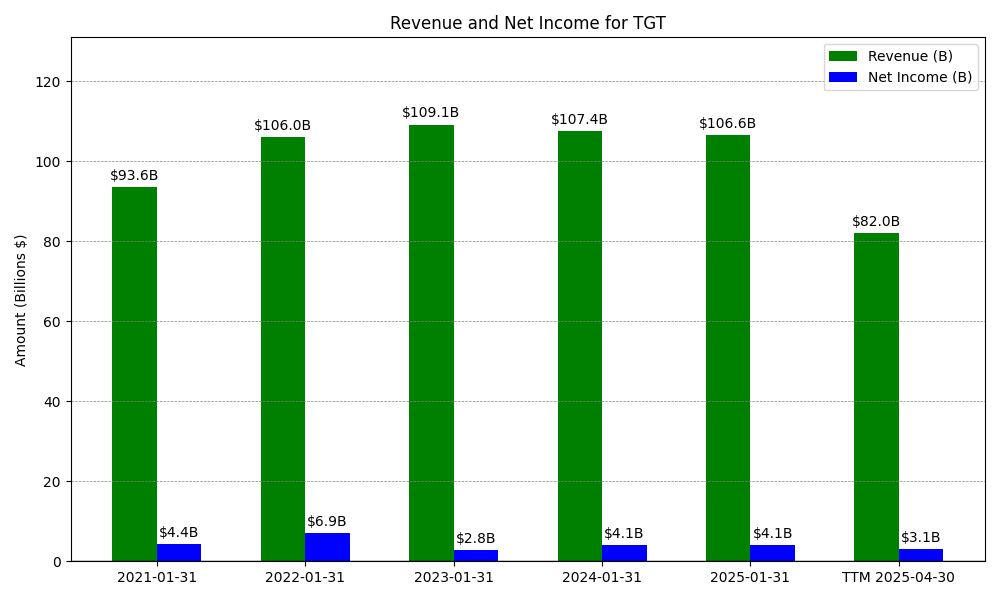 Revenue and Net Income for TGT
Revenue (B)
Net Income (B)
Amount (Billions $)
120
100
80
60
40
20
0
$93.6B
$106.0B
$109.1B
$107.4B
$106.6B
$82.0B
$4.4B
$6.9B
$2.8B
$4.1B
$4.1B
$3.1B
2021-01-31
2022-01-31
2023-01-31
2024-01-31
2025-01-31
TTM 2025-04-30